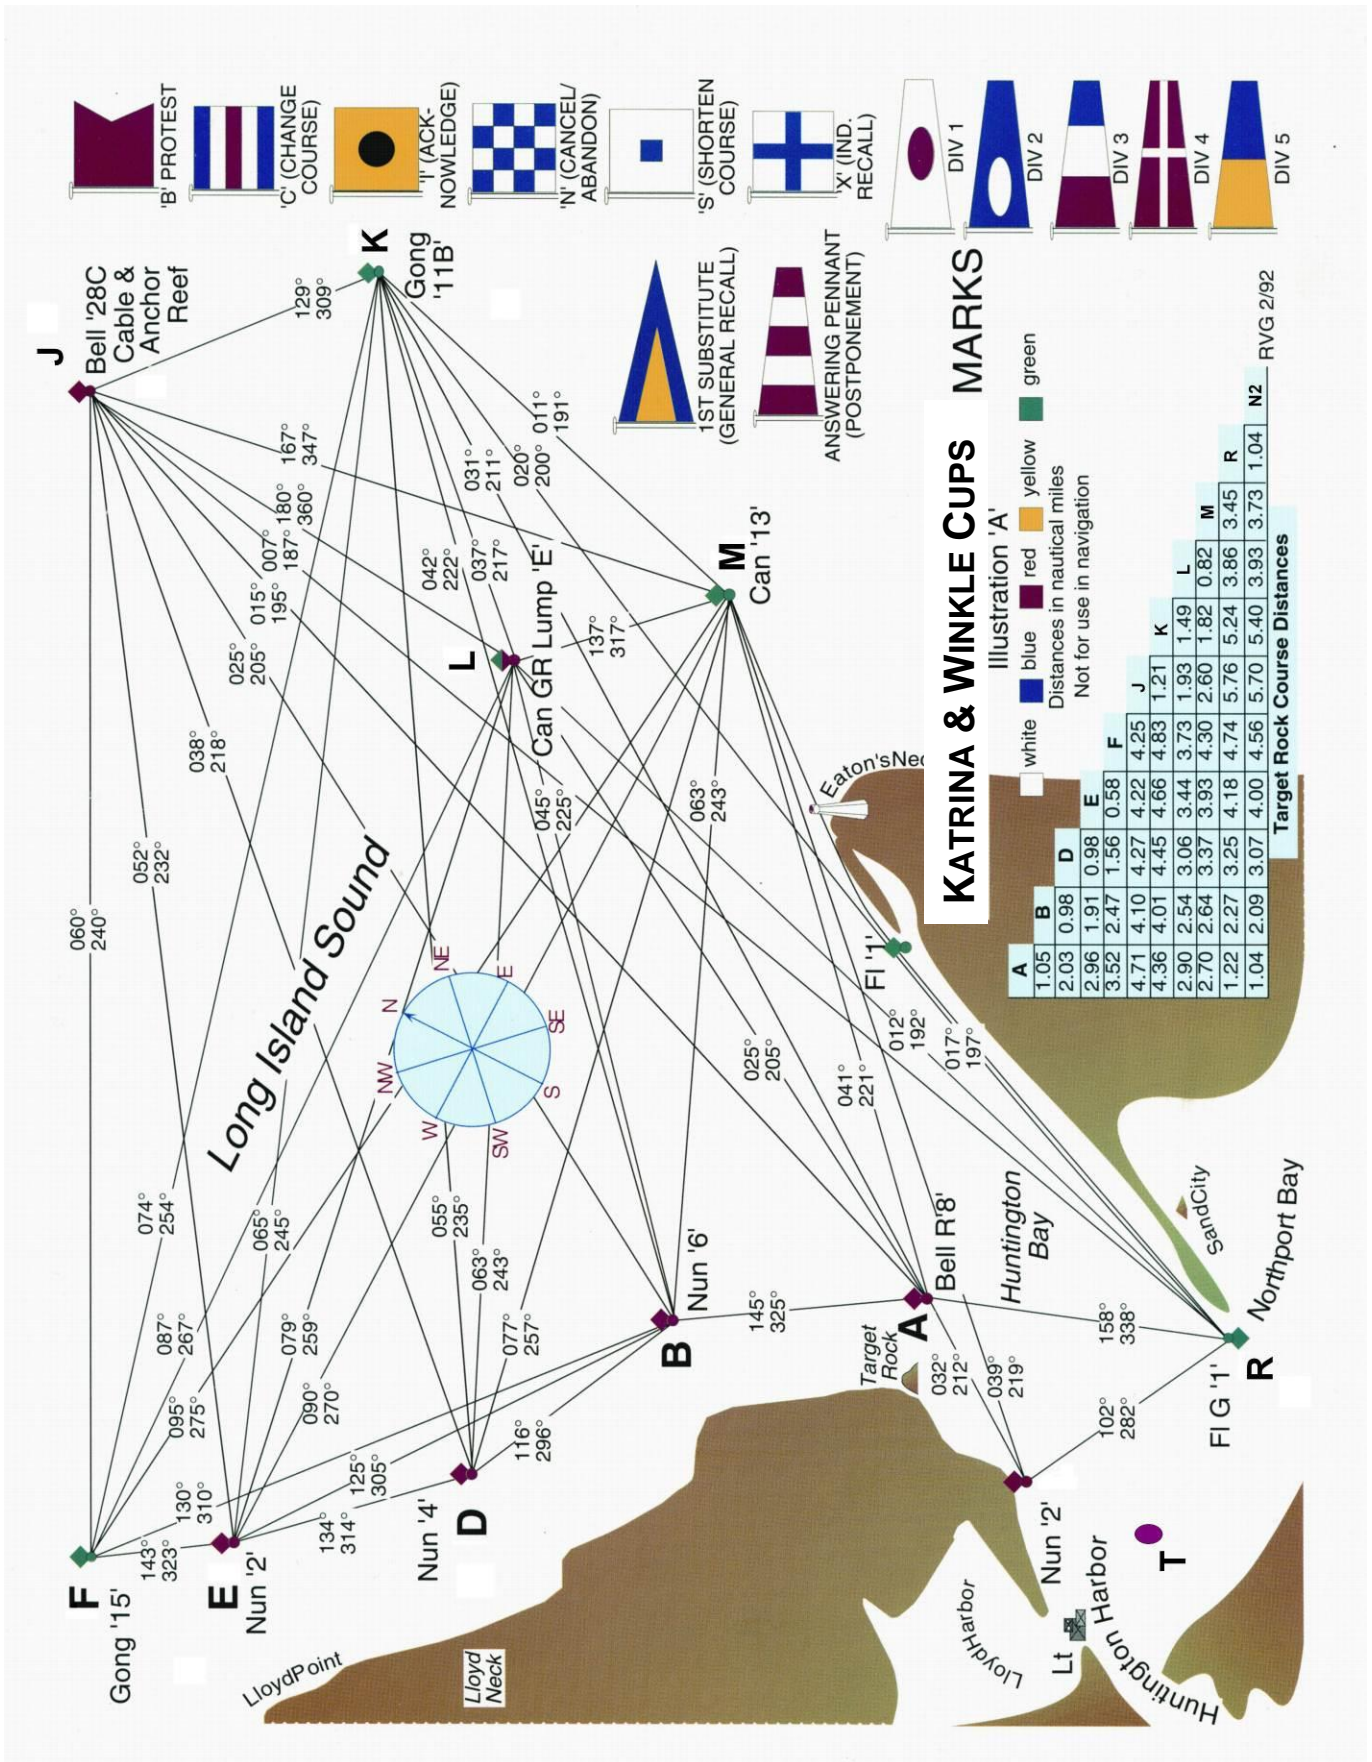 'B' PROTEST
'C' (CHANGE
COURSE)
'I' (ACK-
NOWLEDGE)
'N' (CANCEL/
ABANDON)
'S' (SHORTEN
COURSE)
'X' (IND.
RECALL)
DIV 1
DIV 2
DIV 3
DIV 4
DIV 5
1ST SUBSTITUTE
(GENERAL RECALL)
ANSWERING PENNANT
(POSTPONEMENT)
J
Bell '28C
Cable &
Anchor
Reef
K
Gong
'11B'
129°
309°
167°
347°
180°
360°
007°
187°
015°
195°
025°
205°
038°
218°
052°
232°
060°
240°
011°
191°
020°
200°
031°
211°
037°
217°
042°
222°
L
Can GR Lump 'E'
M
Can '13'
137°
317°
045°
225°
063°
243°
Long Island Sound
N
NE
E
SE
S
SW
W
NW
074°
254°
065°
245°
087°
267°
079°
259°
095°
275°
090°
270°
055°
235°
063°
243°
077°
257°
025°
205°
041°
221°
012°
192°
017°
197°
Eaton'sNec
Fl '1'
F
Gong '15'
E
Nun '2'
D
Nun '4'
B
Nun '6'
A
Bell R'8'
143°
323°
130°
310°
134°
314°
125°
305°
116°
296°
145°
325°
158°
338°
032°
212°
039°
219°
102°
282°
Target
Rock
Huntington
Bay
SandCity
Northport Bay
R
Fl G '1'
Nun '2'
T
LloydPoint
Lloyd
Neck
LloydHarbor
Lt
Huntington Harbor
KATRINA & WINKLE CUPS MARKS
Illustration 'A'
white blue red yellow green
Distances in nautical miles
Not for use in navigation
A
1.05 B
2.03 0.98 D
2.96 1.91 0.98 E
3.52 2.47 1.56 0.58 F
4.71 4.10 4.27 4.22 4.25 J
4.36 4.01 4.45 4.66 4.83 1.21 K
2.90 2.54 3.06 3.44 3.73 1.93 1.49 L
2.70 2.64 3.37 3.93 4.30 2.60 1.82 0.82 M
1.22 2.27 3.25 4.18 4.74 5.76 5.24 3.86 3.45 R
1.04 2.09 3.07 4.00 4.56 5.70 5.40 3.93 3.73 1.04 N2
Target Rock Course Distances
RVG 2/92